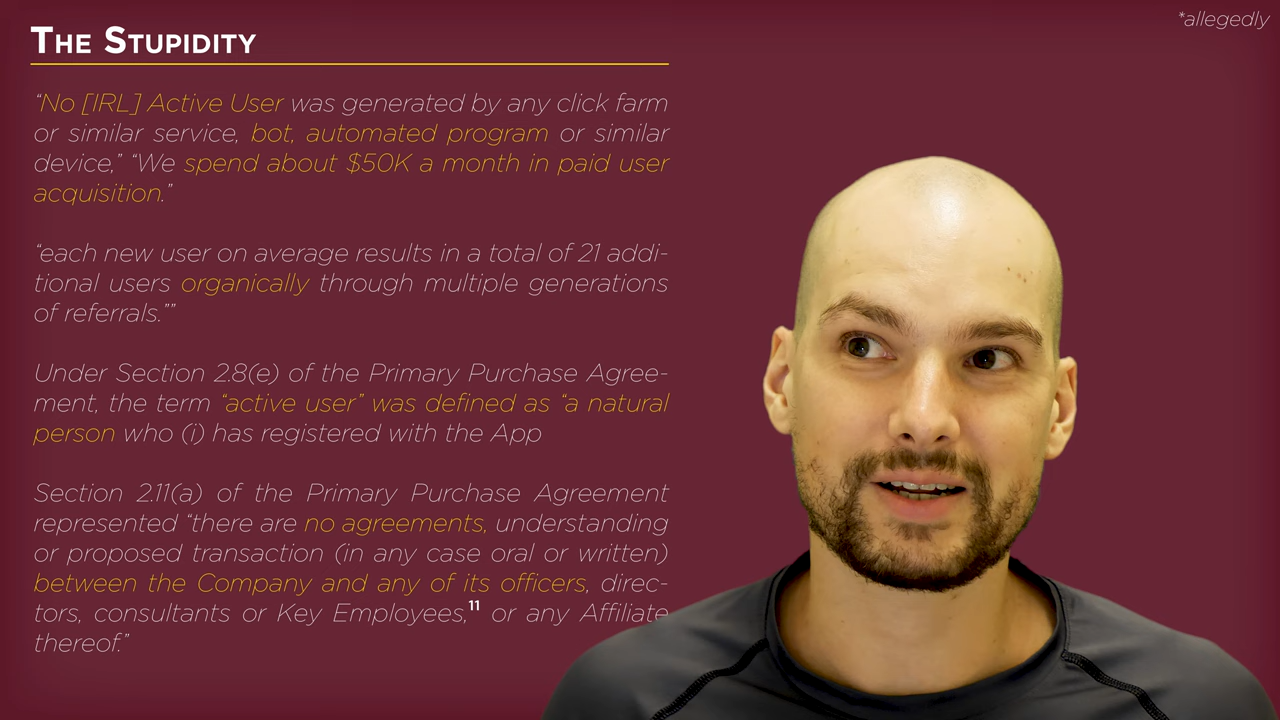 *allegedly
The Stupidity
“No [IRL] Active User was generated by any click farm
or similar service, bot, automated program or similar
device,” “We spend about $50K a month in paid user
acquisition.”
“each new user on average results in a total of 21 addi-
tional users organically through multiple generations
of referrals.””
Under Section 2.8(e) of the Primary Purchase Agree-
ment, the term “active user” was defined as “a natural
person who (i) has registered with the App
Section 2.11(a) of the Primary Purchase Agreement
represented “there are no agreements, understanding
or proposed transaction (in any case oral or written)
between the Company and any of its officers, direc-
tors, consultants or Key Employees,11 or any Affiliate
thereof.”